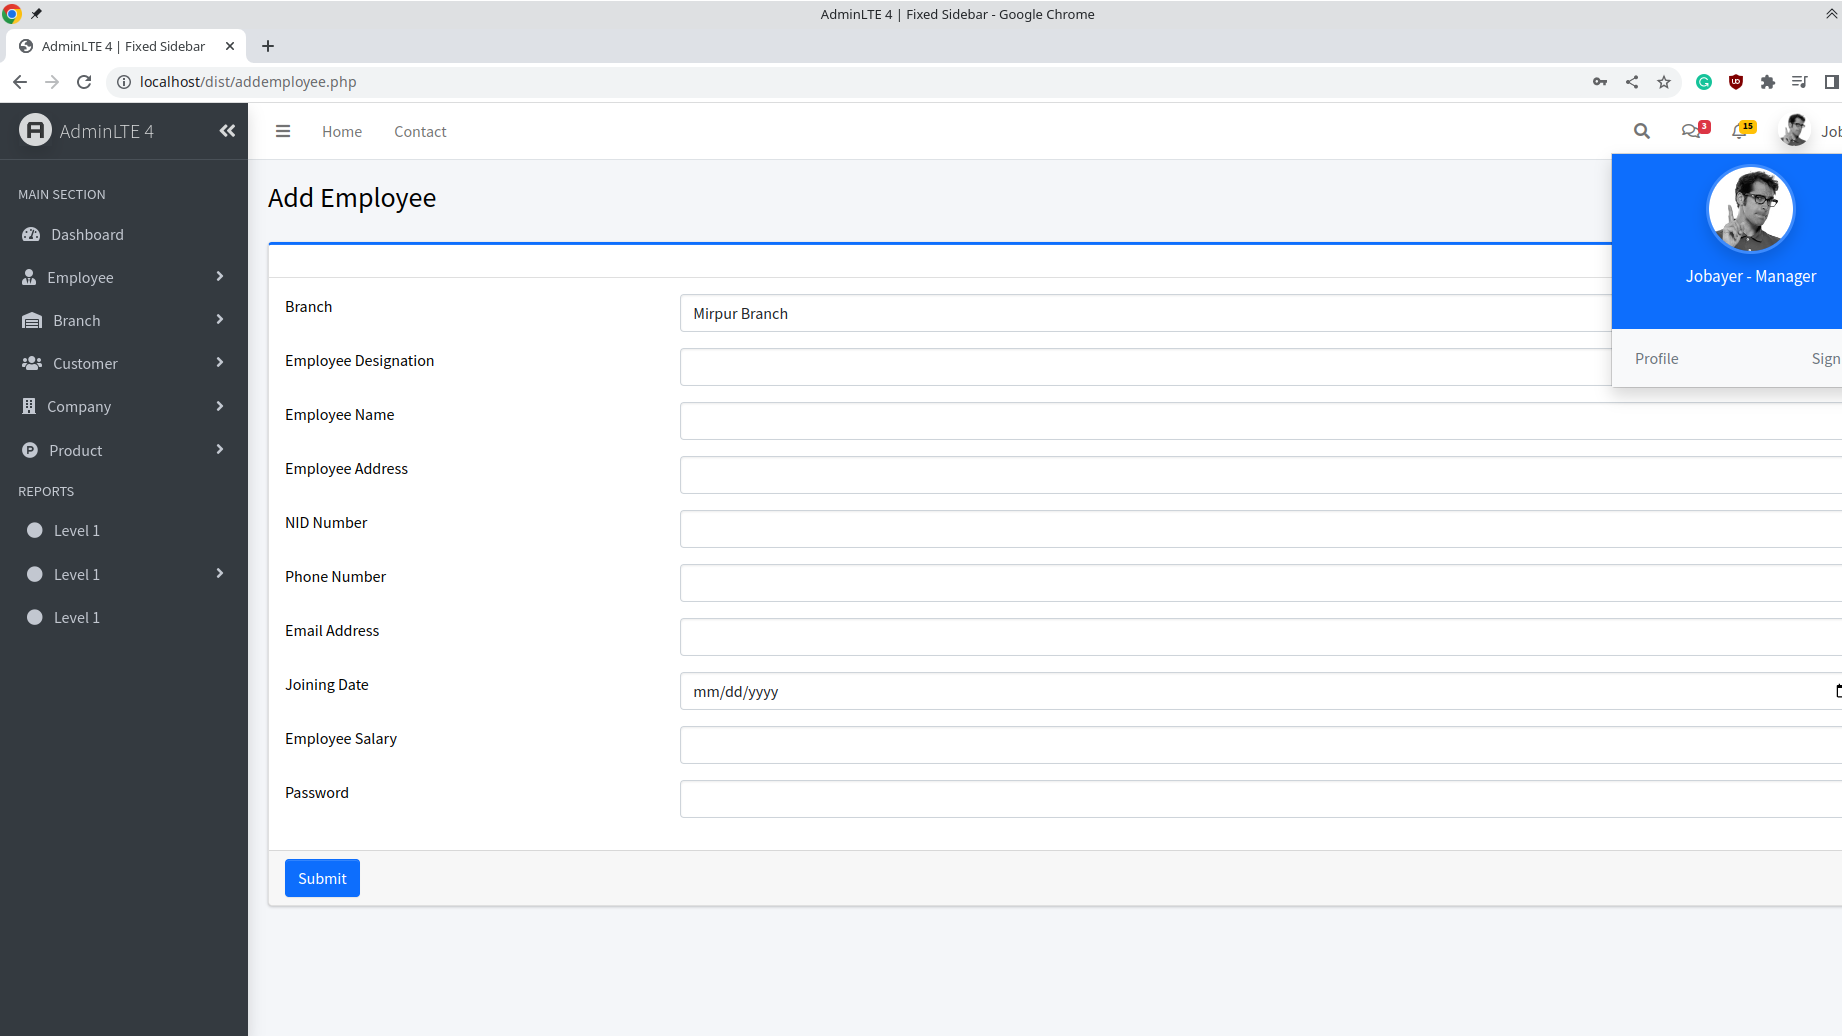 AdminLTE 4 | Fixed Sidebar - Google Chrome
AdminLTE 4 | Fixed Sidebar
localhost/dist/addemployee.php
AdminLTE 4
Home
Contact
3
15
Job
MAIN SECTION
Dashboard
Employee
Branch
Customer
Company
Product
REPORTS
Level 1
Level 1
Level 1
Add Employee
Jobayer - Manager
Profile
Sign
Branch
Mirpur Branch
Employee Designation
Employee Name
Employee Address
NID Number
Phone Number
Email Address
Joining Date
mm/dd/yyyy
Employee Salary
Password
Submit